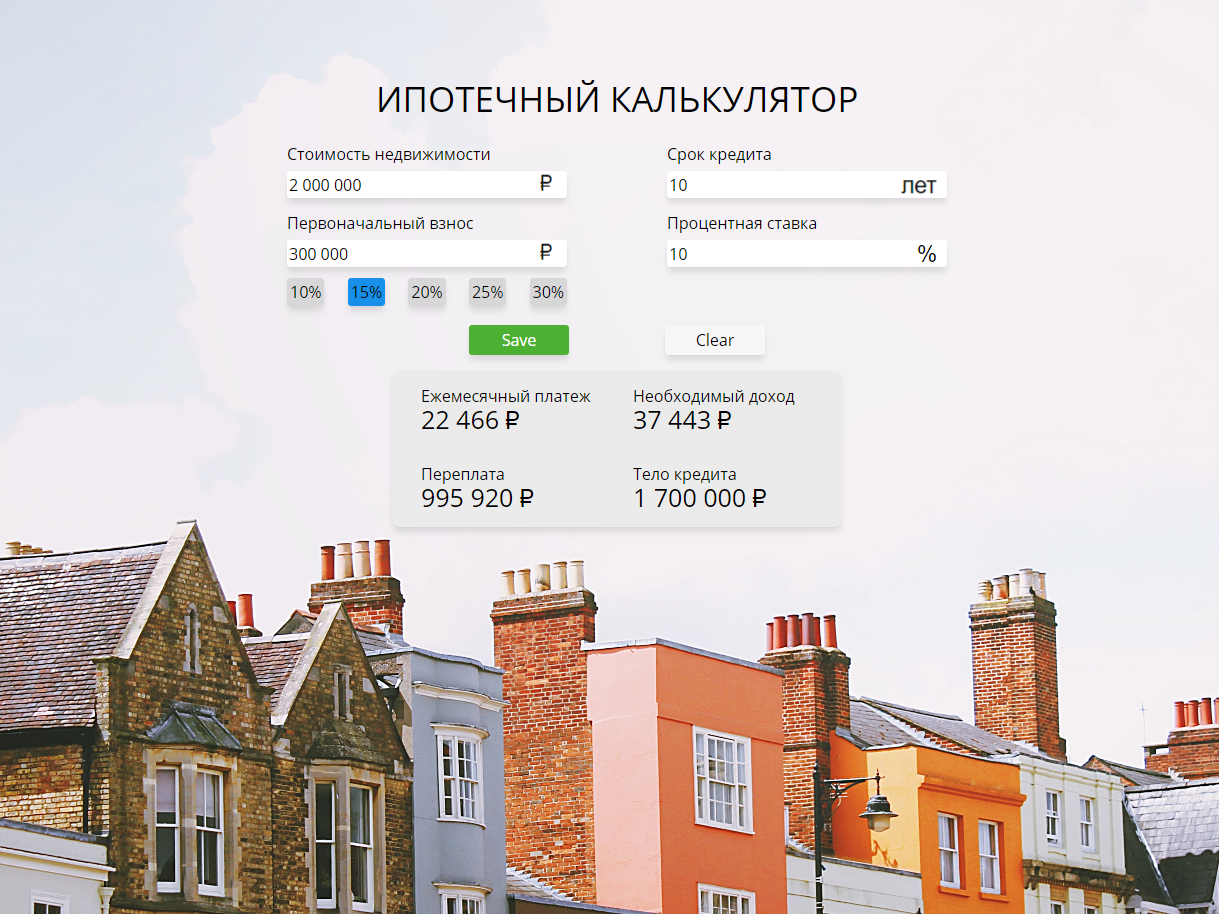 ИПОТЕЧНЫЙ КАЛЬКУЛЯТОР
Стоимость недвижимости
2 000 000 ₽
Первоначальный взнос
300 000 ₽
10% 15% 20% 25% 30%
Срок кредита
10 лет
Процентная ставка
10 %
Save Clear
Ежемесячный платеж
22 466 ₽
Необходимый доход
37 443 ₽
Переплата
995 920 ₽
Тело кредита
1 700 000 ₽